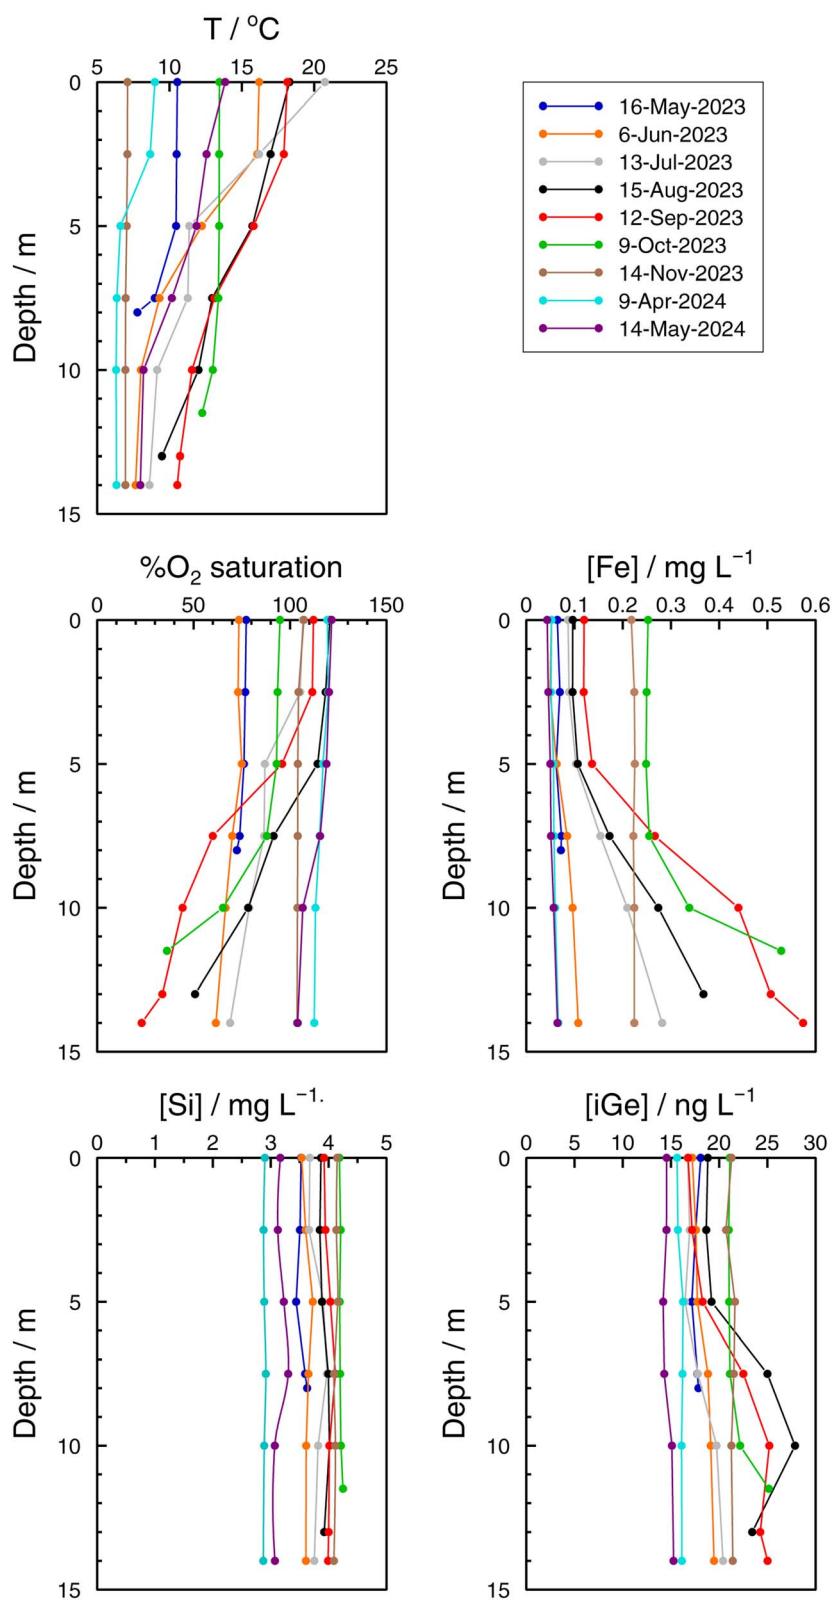 T / °C
5 10 15 20 25
0
5
10
15
Depth / m
16-May-2023
6-Jun-2023
13-Jul-2023
15-Aug-2023
12-Sep-2023
9-Oct-2023
14-Nov-2023
9-Apr-2024
14-May-2024
%O₂ saturation
0 50 100 150
0
5
10
15
Depth / m
[Fe] / mg L⁻¹
0 0.1 0.2 0.3 0.4 0.5 0.6
0
5
10
15
Depth / m
[Si] / mg L⁻¹·
0 1 2 3 4 5
0
5
10
15
Depth / m
[iGe] / ng L⁻¹
0 5 10 15 20 25 30
0
5
10
15
Depth / m